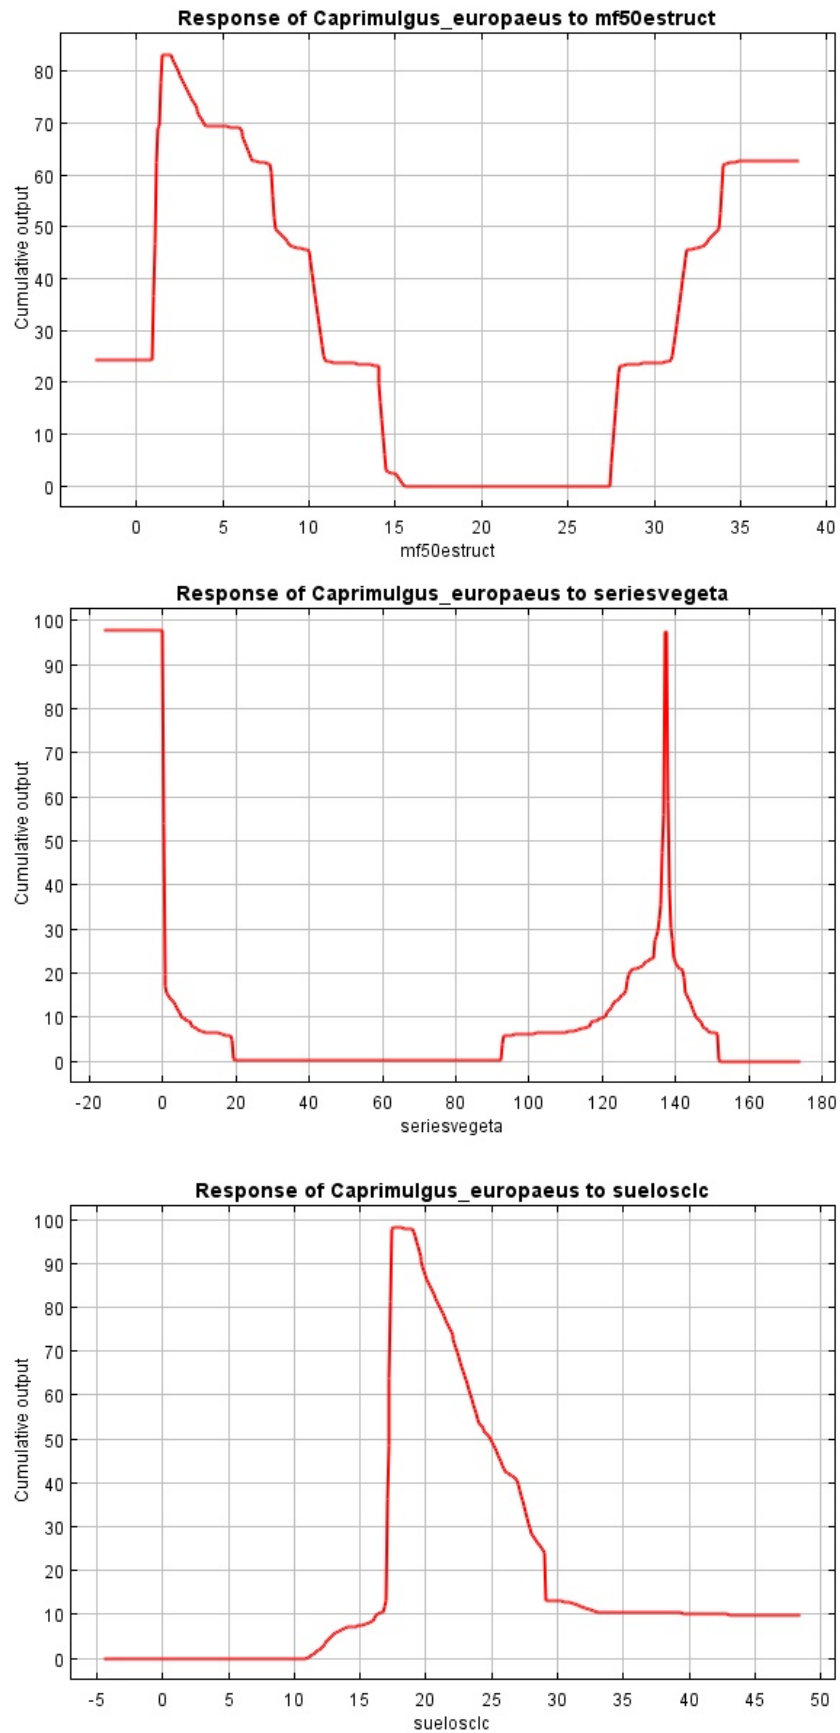 Response of Caprimulgus_europaeus to mf50estruct
Cumulative output
80
70
60
50
40
30
20
10
0
0 5 10 15 20 25 30 35 40
mf50estruct
Response of Caprimulgus_europaeus to seriesvegeta
Cumulative output
100
90
80
70
60
50
40
30
20
10
0
-20 0 20 40 60 80 100 120 140 160 180
seriesvegeta
Response of Caprimulgus_europaeus to suelosclc
Cumulative output
100
90
80
70
60
50
40
30
20
10
0
-5 0 5 10 15 20 25 30 35 40 45 50
suelosclc